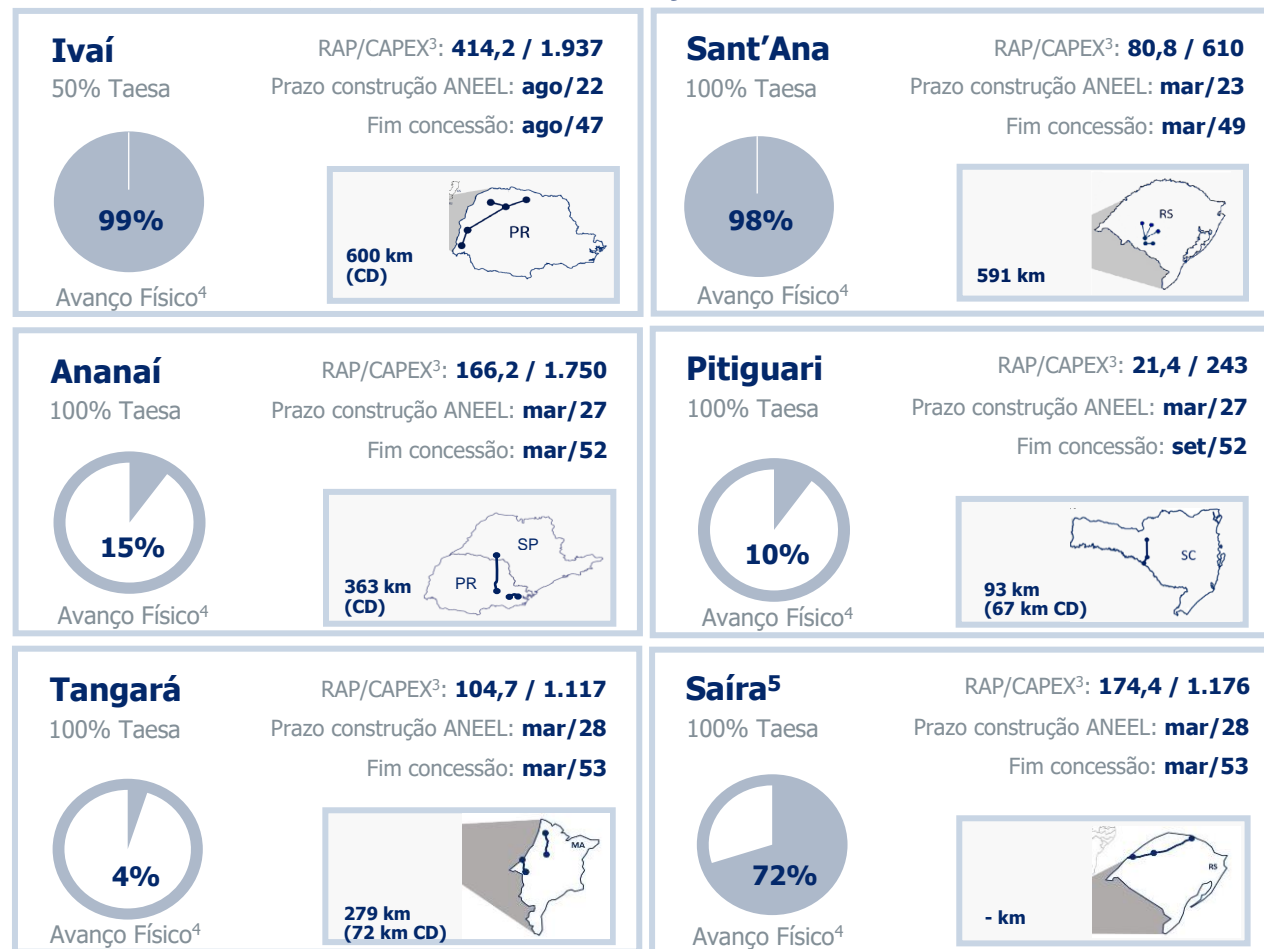 Ivaí
50% Taesa
RAP/CAPEX³: 414,2 / 1.937
Prazo construção ANEEL: ago/22
Fim concessão: ago/47
99%
Avanço Físico⁴
PR
600 km
(CD)
Sant'Ana
100% Taesa
RAP/CAPEX³: 80,8 / 610
Prazo construção ANEEL: mar/23
Fim concessão: mar/49
98%
Avanço Físico⁴
RS
591 km
Ananaí
100% Taesa
RAP/CAPEX³: 166,2 / 1.750
Prazo construção ANEEL: mar/27
Fim concessão: mar/52
15%
Avanço Físico⁴
SP
PR
363 km
(CD)
Pitiguari
100% Taesa
RAP/CAPEX³: 21,4 / 243
Prazo construção ANEEL: mar/27
Fim concessão: set/52
10%
Avanço Físico⁴
SC
93 km
(67 km CD)
Tangará
100% Taesa
RAP/CAPEX³: 104,7 / 1.117
Prazo construção ANEEL: mar/28
Fim concessão: mar/53
4%
Avanço Físico⁴
MA
279 km
(72 km CD)
Saíra⁵
100% Taesa
RAP/CAPEX³: 174,4 / 1.176
Prazo construção ANEEL: mar/28
Fim concessão: mar/53
72%
Avanço Físico⁴
RS
- km